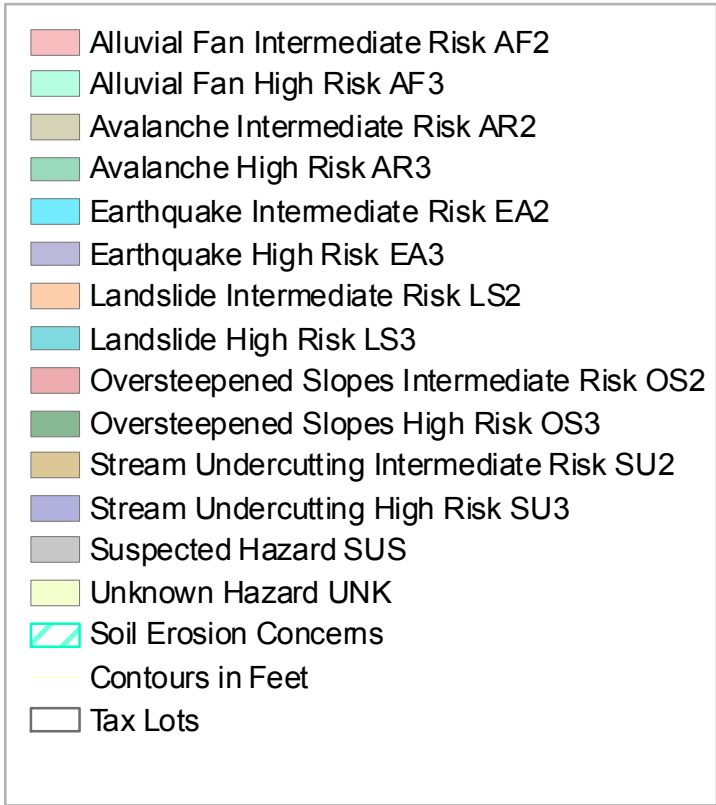 Alluvial Fan Intermediate Risk AF2
Alluvial Fan High Risk AF3
Avalanche Intermediate Risk AR2
Avalanche High Risk AR3
Earthquake Intermediate Risk EA2
Earthquake High Risk EA3
Landslide Intermediate Risk LS2
Landslide High Risk LS3
Oversteepened Slopes Intermediate Risk OS2
Oversteepened Slopes High Risk OS3
Stream Undercutting Intermediate Risk SU2
Stream Undercutting High Risk SU3
Suspected Hazard SUS
Unknown Hazard UNK
Soil Erosion Concerns
Contours in Feet
Tax Lots